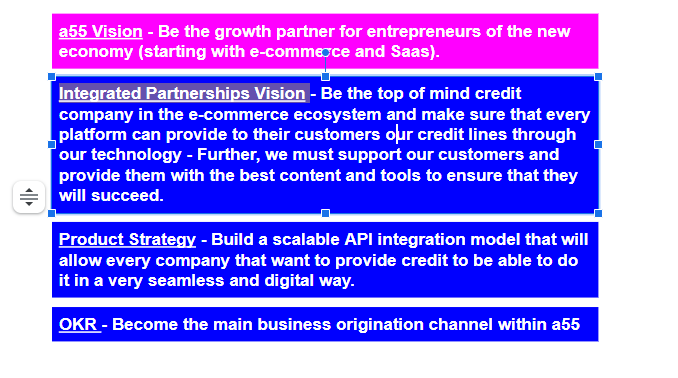 a55 Vision - Be the growth partner for entrepreneurs of the new
economy (starting with e-commerce and Saas).
Integrated Partnerships Vision - Be the top of mind credit
company in the e-commerce ecosystem and make sure that every
platform can provide to their customers our credit lines through
our technology - Further, we must support our customers and
provide them with the best content and tools to ensure that they
will succeed.
Product Strategy - Build a scalable API integration model that will
allow every company that want to provide credit to be able to do
it in a very seamless and digital way.
OKR - Become the main business origination channel within a55